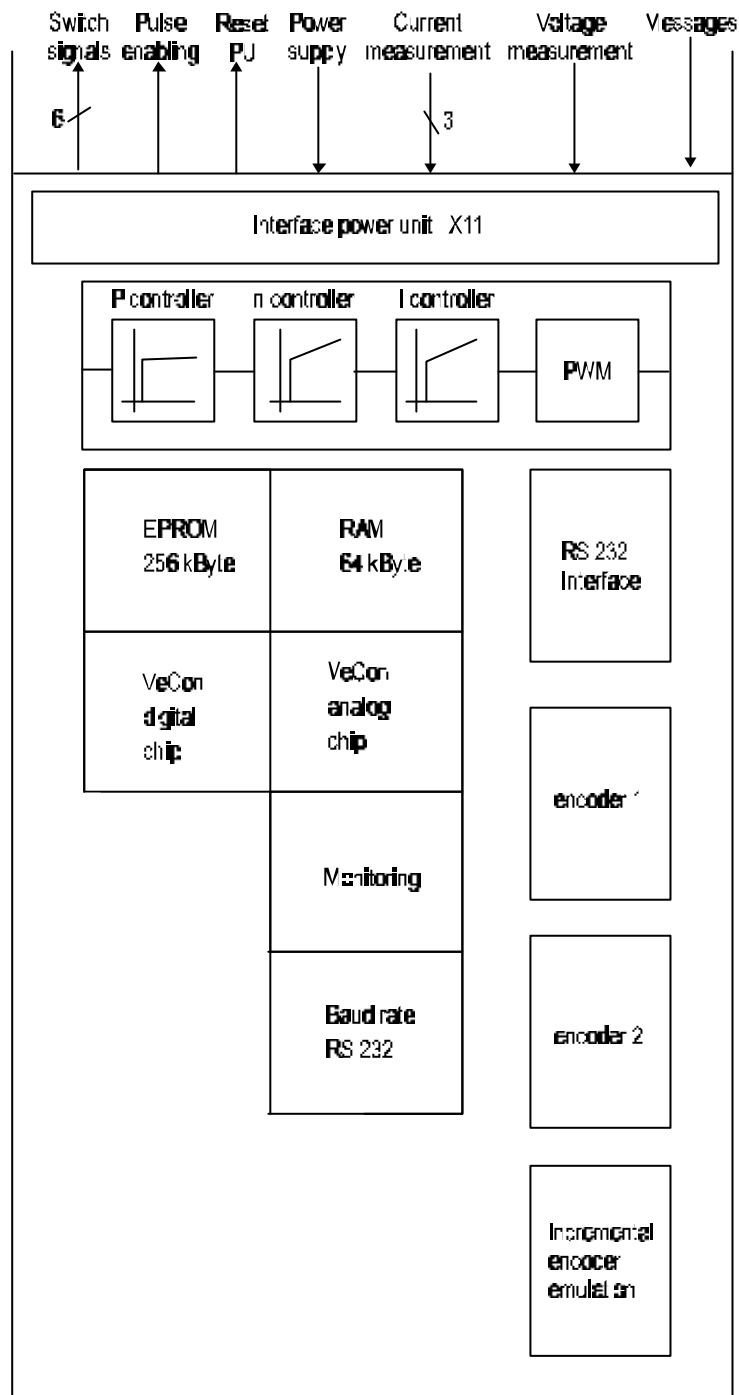 Switch signals
Pulse enabling
Reset PU
Power supply
Current measurement
Voltage measurement
Messages
6
3
Interface power unit X11
P controller
n controller
I controller
PWM
EPROM
256 kByte
RAM
64 kByte
RS 232
Interface
VeCon
digital
chip
VeCon
analog
chip
encoder 1
Monitoring
Baud rate
RS 232
encoder 2
Incremental
encoder
emulation